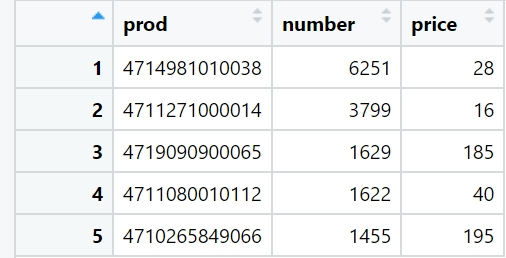 prod number price
1 4714981010038 6251 28
2 4711271000014 3799 16
3 4719090900065 1629 185
4 4711080010112 1622 40
5 4710265849066 1455 195